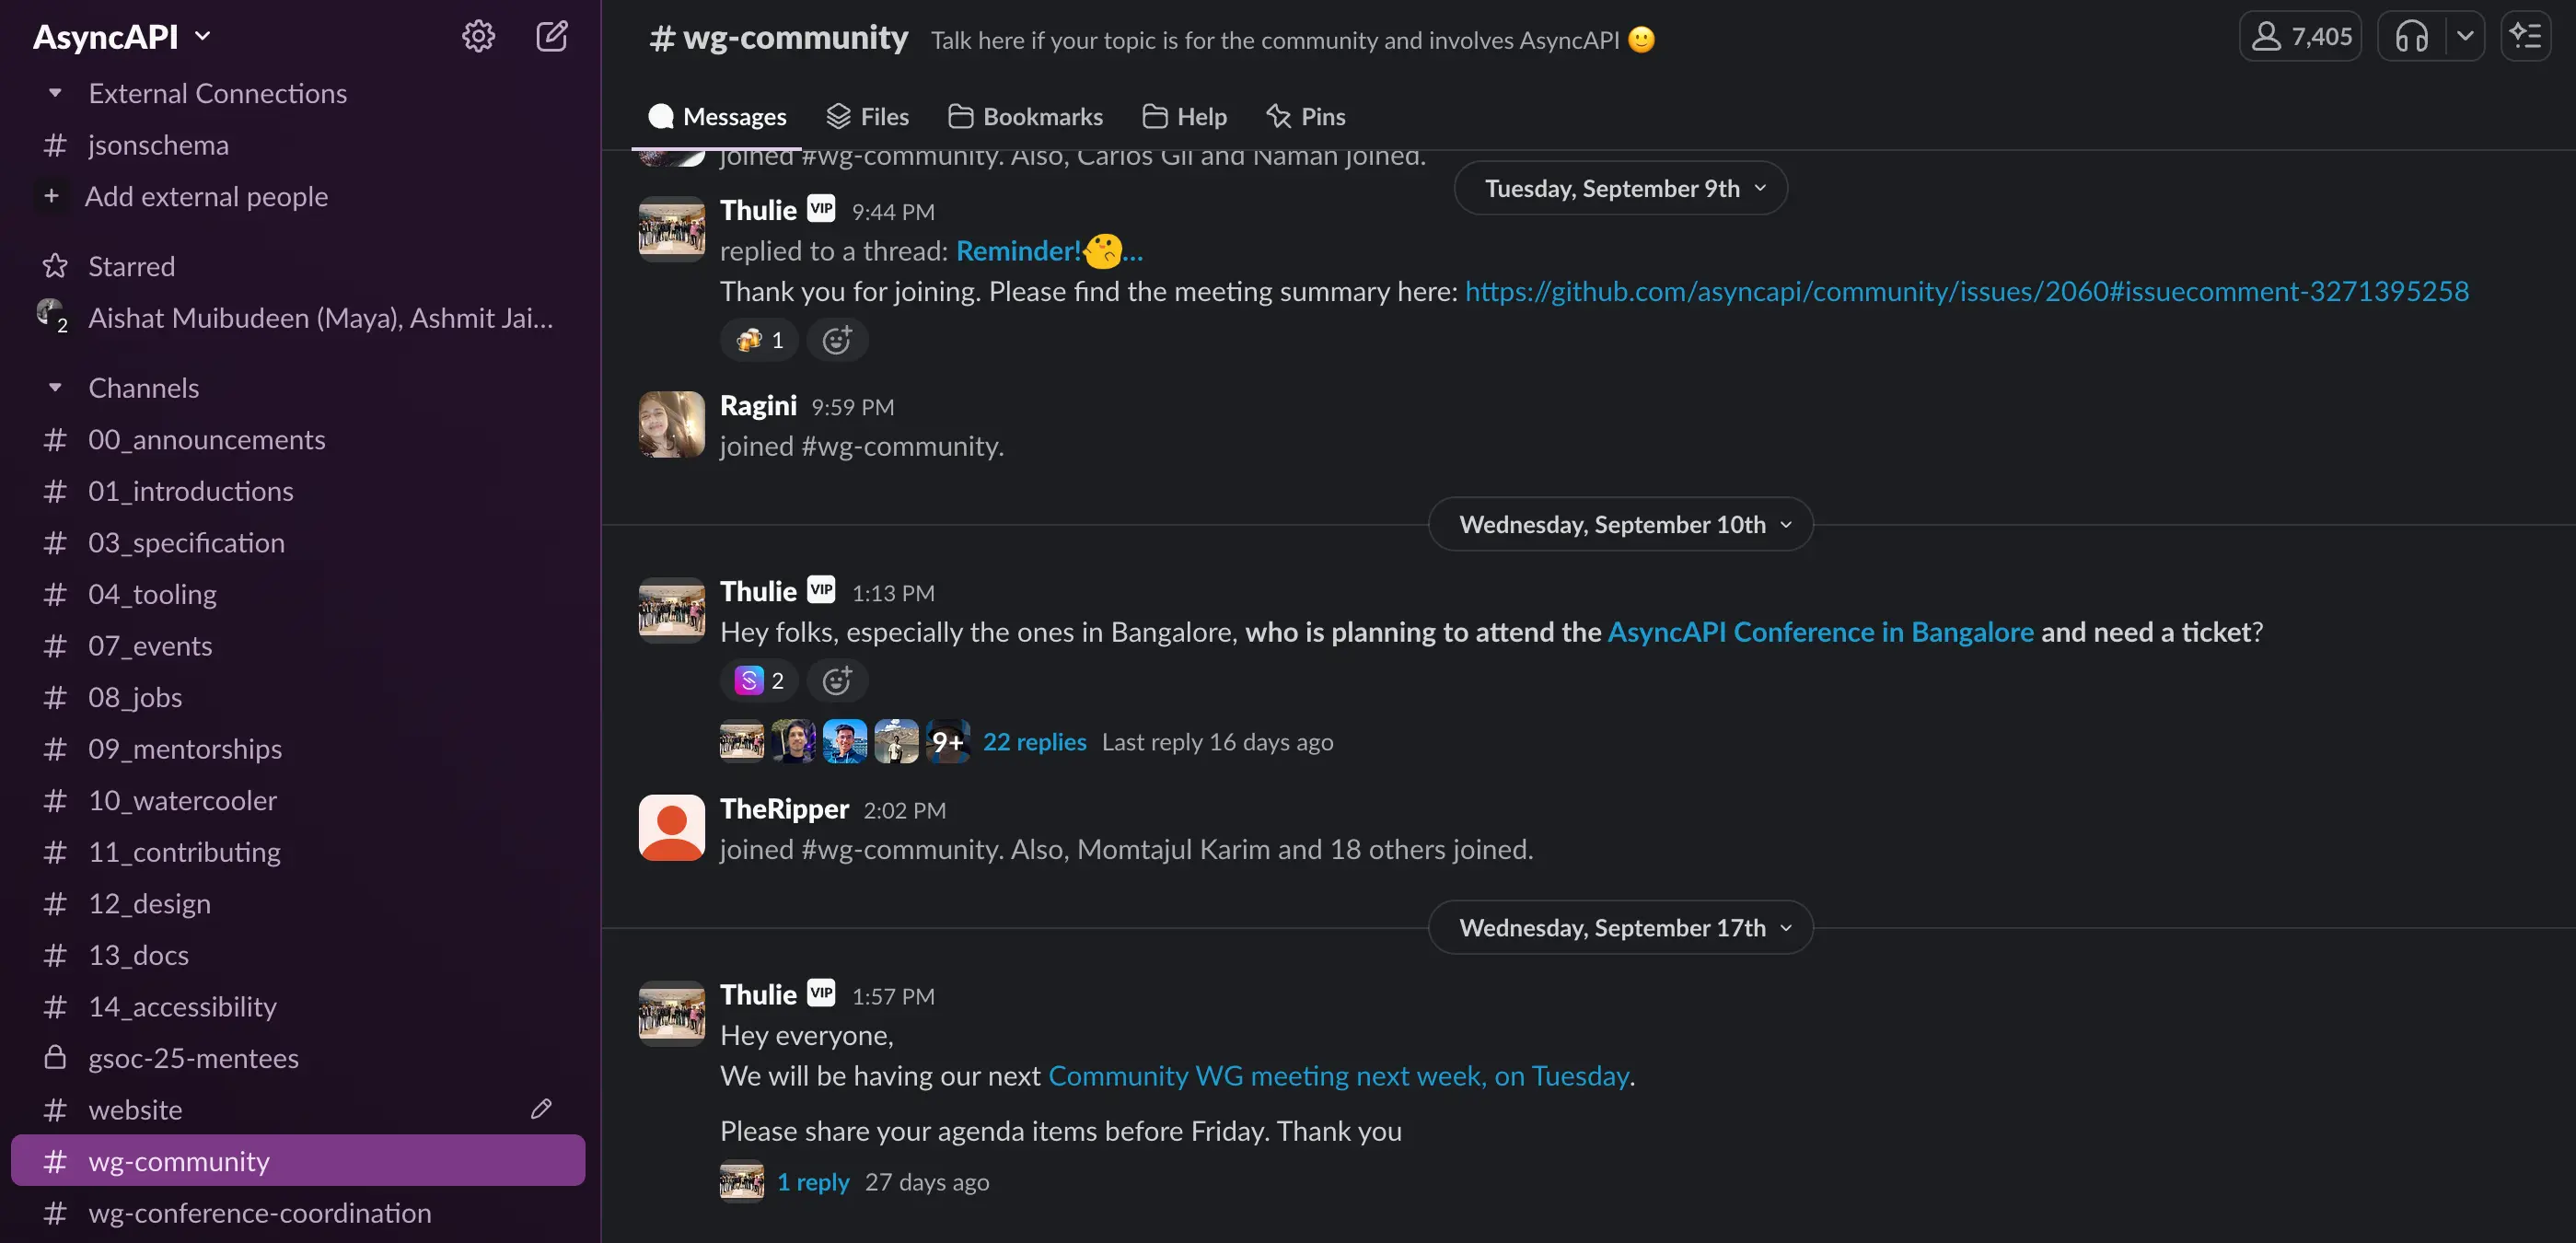 AsyncAPI
External Connections
# jsonschema
+ Add external people
Starred
2 Aishat Muibudeen (Maya), Ashmit Jai...
Channels
# 00_announcements
# 01_introductions
# 03_specification
# 04_tooling
# 07_events
# 08_jobs
# 09_mentorships
# 10_watercooler
# 11_contributing
# 12_design
# 13_docs
# 14_accessibility
gsoc-25-mentees
# website
# wg-community
# wg-conference-coordination
# wg-community Talk here if your topic is for the community and involves AsyncAPI 🙂
7,405
Messages Files Bookmarks Help Pins
joined #wg-community. Also, Carlos Gil and Naman joined.
Tuesday, September 9th
Thulie VIP 9:44 PM
replied to a thread: Reminder!...
Thank you for joining. Please find the meeting summary here: https://github.com/asyncapi/community/issues/2060#issuecomment-3271395258
🍻 1
Ragini 9:59 PM
joined #wg-community.
Wednesday, September 10th
Thulie VIP 1:13 PM
Hey folks, especially the ones in Bangalore, who is planning to attend the AsyncAPI Conference in Bangalore and need a ticket?
2
9+ 22 replies Last reply 16 days ago
TheRipper 2:02 PM
joined #wg-community. Also, Momtajul Karim and 18 others joined.
Wednesday, September 17th
Thulie VIP 1:57 PM
Hey everyone,
We will be having our next Community WG meeting next week, on Tuesday.
Please share your agenda items before Friday. Thank you
1 reply 27 days ago